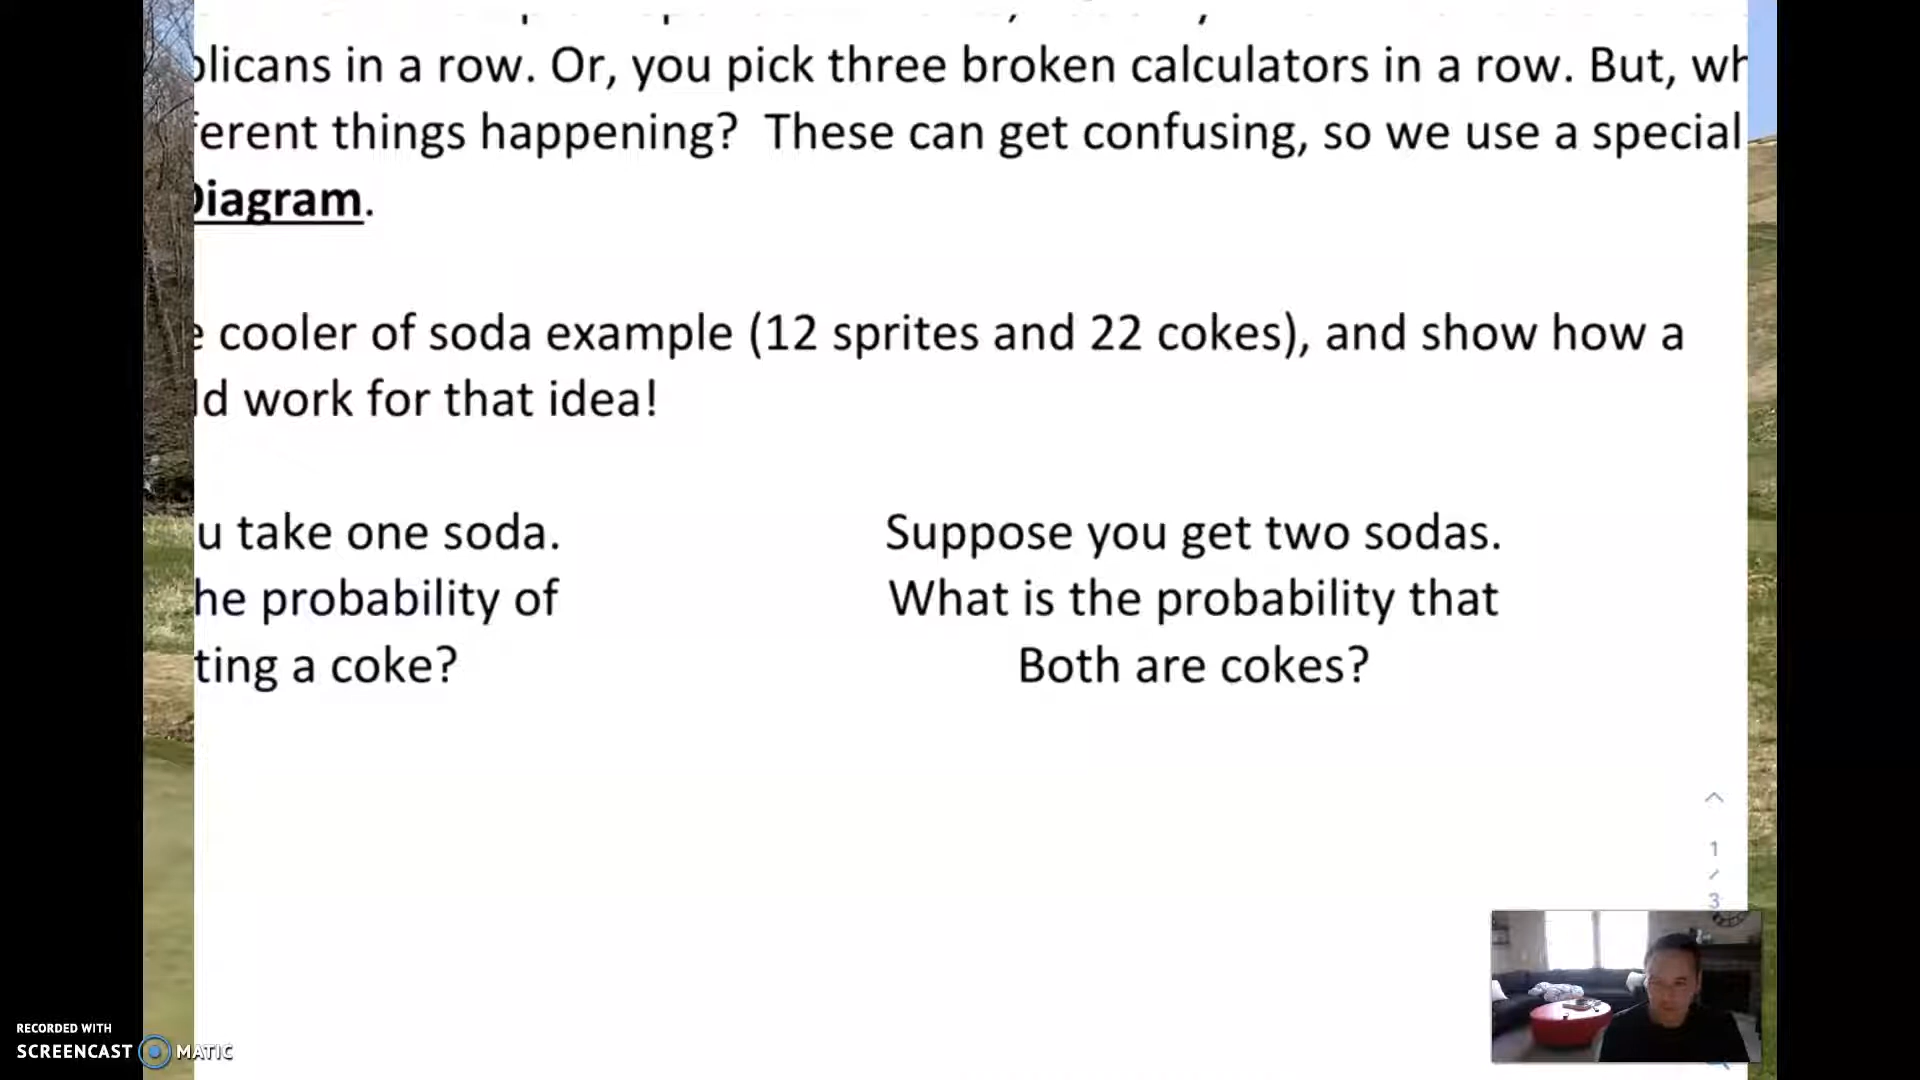 blicans in a row. Or, you pick three broken calculators in a row. But, wh
ferent things happening? These can get confusing, so we use a special
Diagram.
e cooler of soda example (12 sprites and 22 cokes), and show how a
ld work for that idea!
u take one soda.
he probability of
ting a coke?
Suppose you get two sodas.
What is the probability that
Both are cokes?
1
/
3
RECORDED WITH
SCREENCAST MATIC